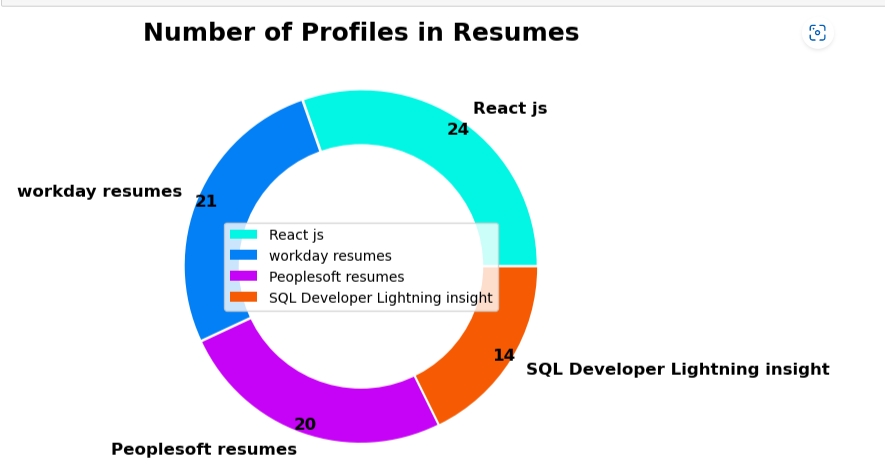 Number of Profiles in Resumes
React js
24
workday resumes
21
React js
workday resumes
Peoplesoft resumes
SQL Developer Lightning insight
14
SQL Developer Lightning insight
20
Peoplesoft resumes